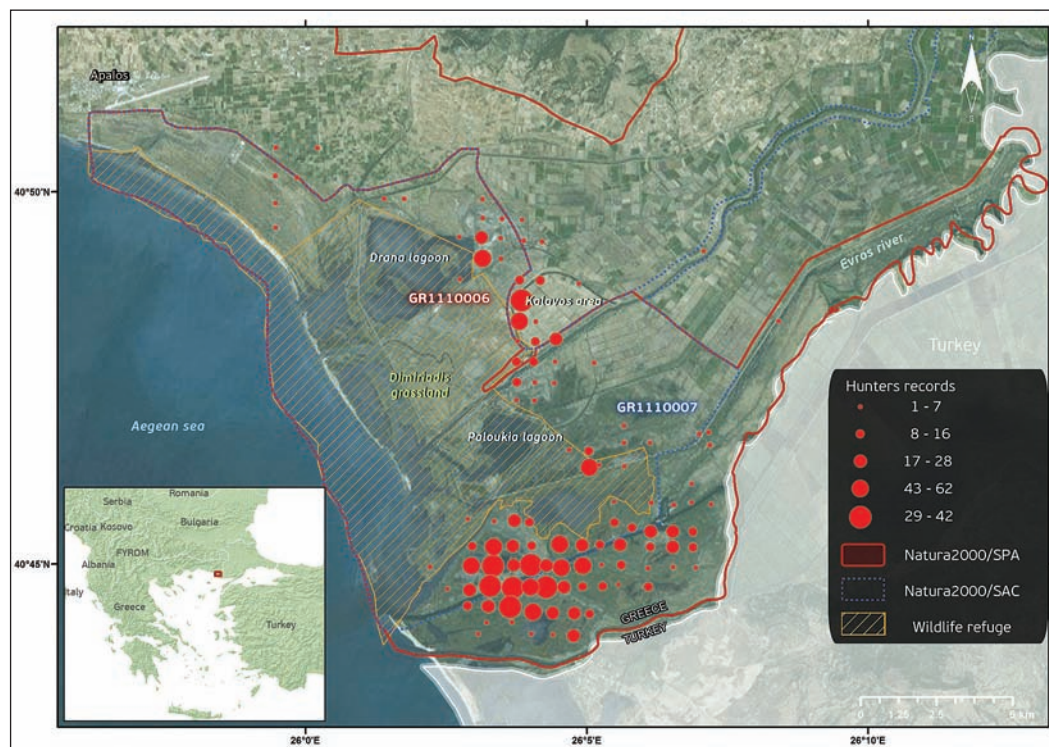 26°0'E
26°5'E
26°10'E
40°50'N
40°45'N
Apalos
N
S
Drana lagoon
GR1110006
Kalavos area
Dimitriadis
grassland
Paloukia lagoon
GR1110007
Evros river
Turkey
Aegean sea
GREECE
TURKEY
Hunters records
1 - 7
8 - 16
17 - 28
43 - 62
29 - 42
Natura2000/SPA
Natura2000/SAC
Wildlife refuge
0 1.25 2.5 5 km
Romania
Serbia
Croatia Kosovo
Bulgaria
FYROM
Albania
Italy
Greece
Turkey